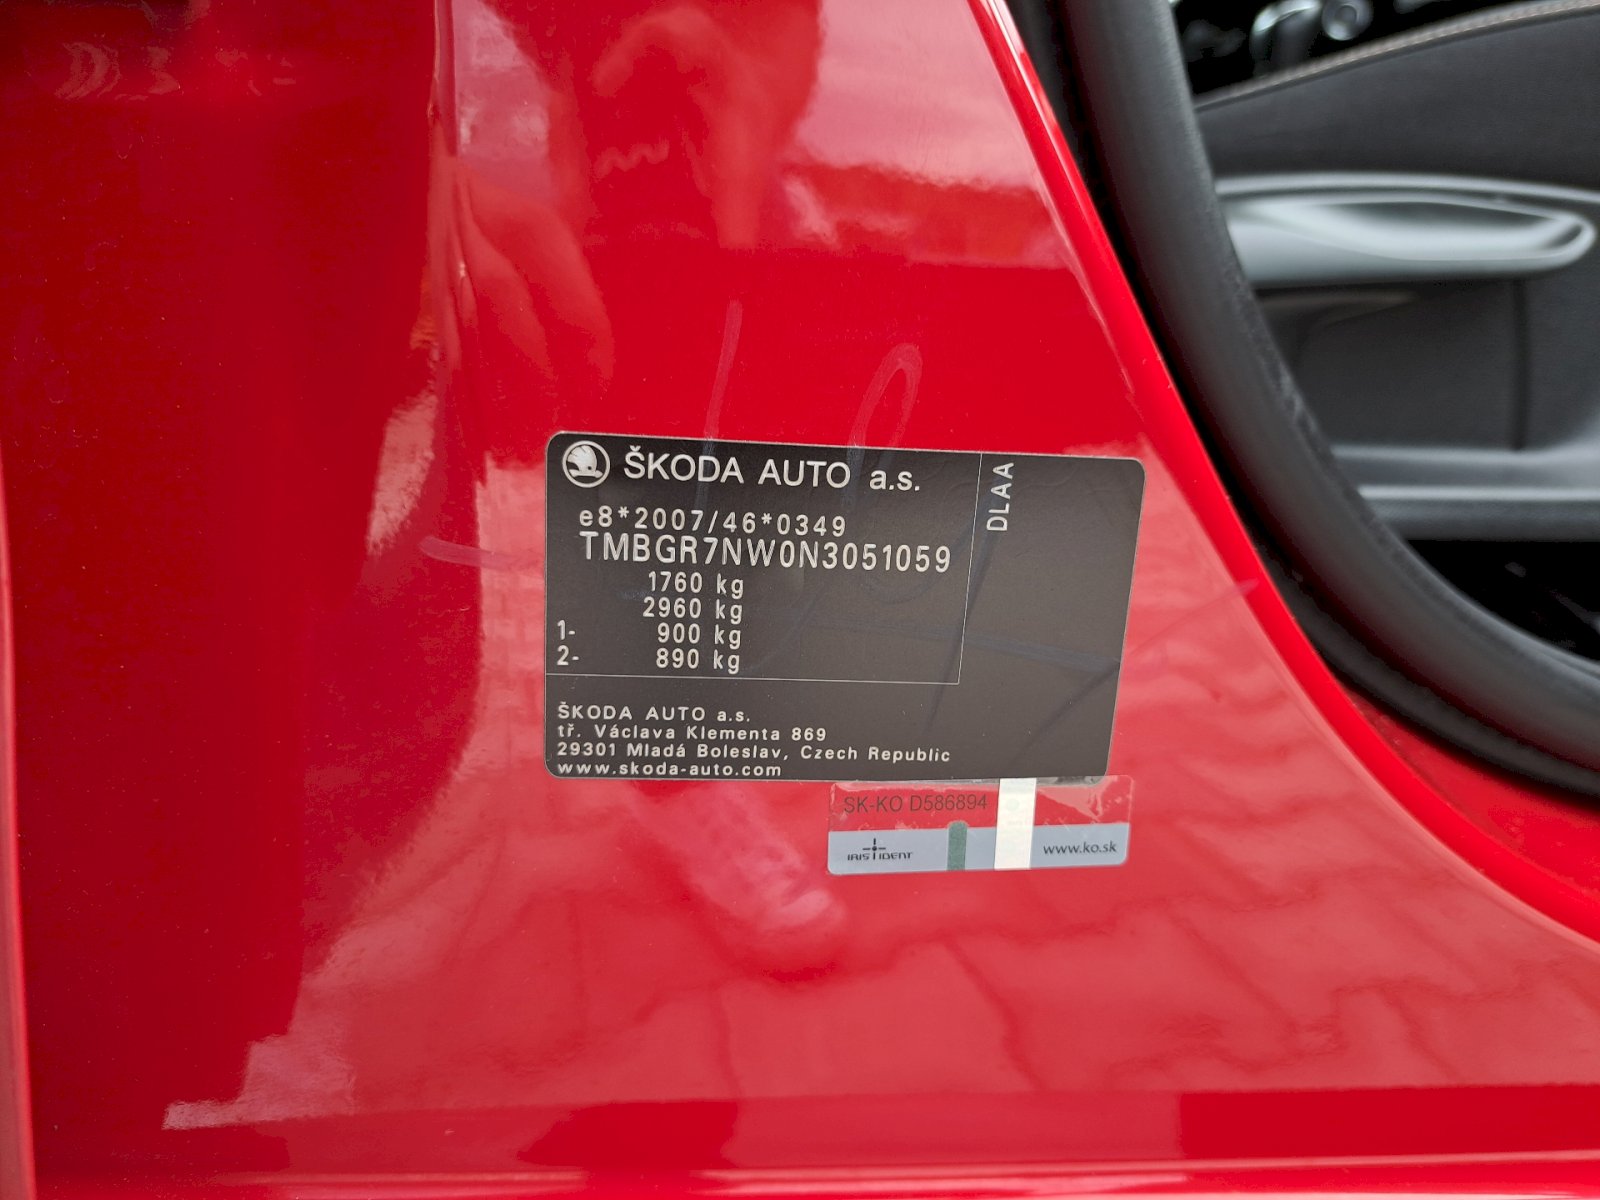 ŠKODA AUTO a.s.
DLAA
e8*2007/46*0349
TMBGR7NW0N3051059
1760 kg
2960 kg
1- 900 kg
2- 890 kg
ŠKODA AUTO a.s.
tř. Václava Klementa 869
29301 Mladá Boleslav, Czech Republic
www.skoda-auto.com
SK-KO D586894
IRIS IDENT
www.ko.sk